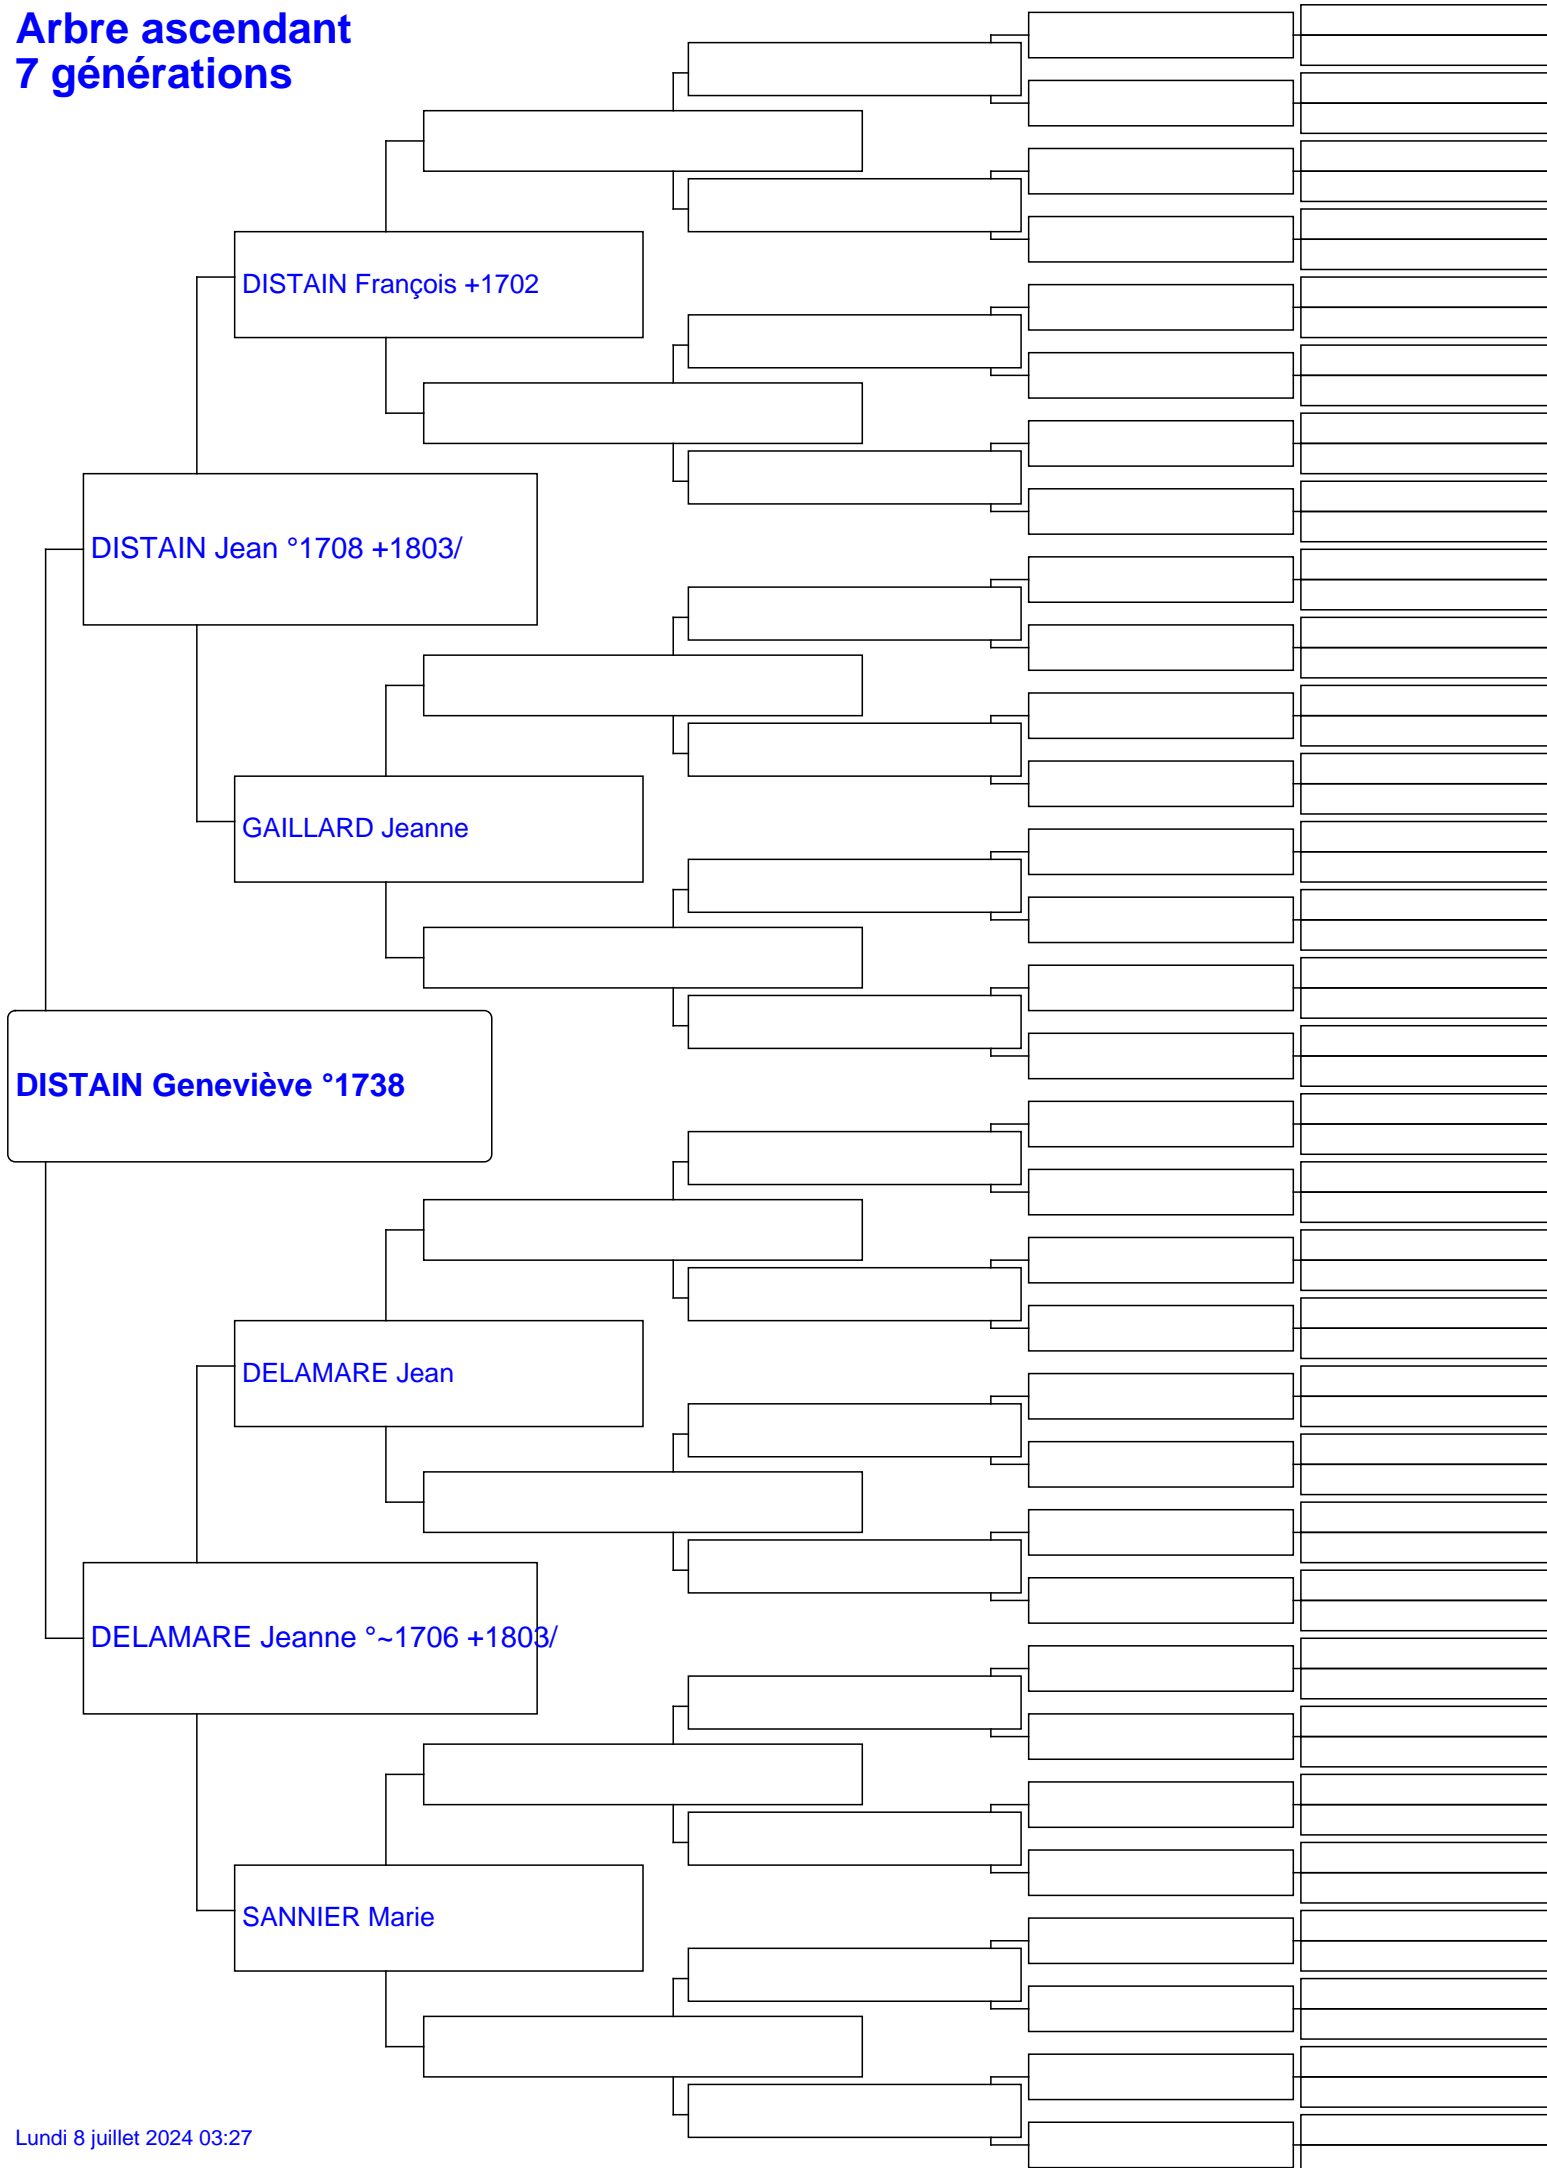 Arbre ascendant
7 générations
DISTAIN François +1702
DISTAIN Jean °1708 +1803/
GAILLARD Jeanne
DISTAIN Geneviève °1738
DELAMARE Jean
DELAMARE Jeanne °~1706 +1803/
SANNIER Marie
Lundi 8 juillet 2024 03:27